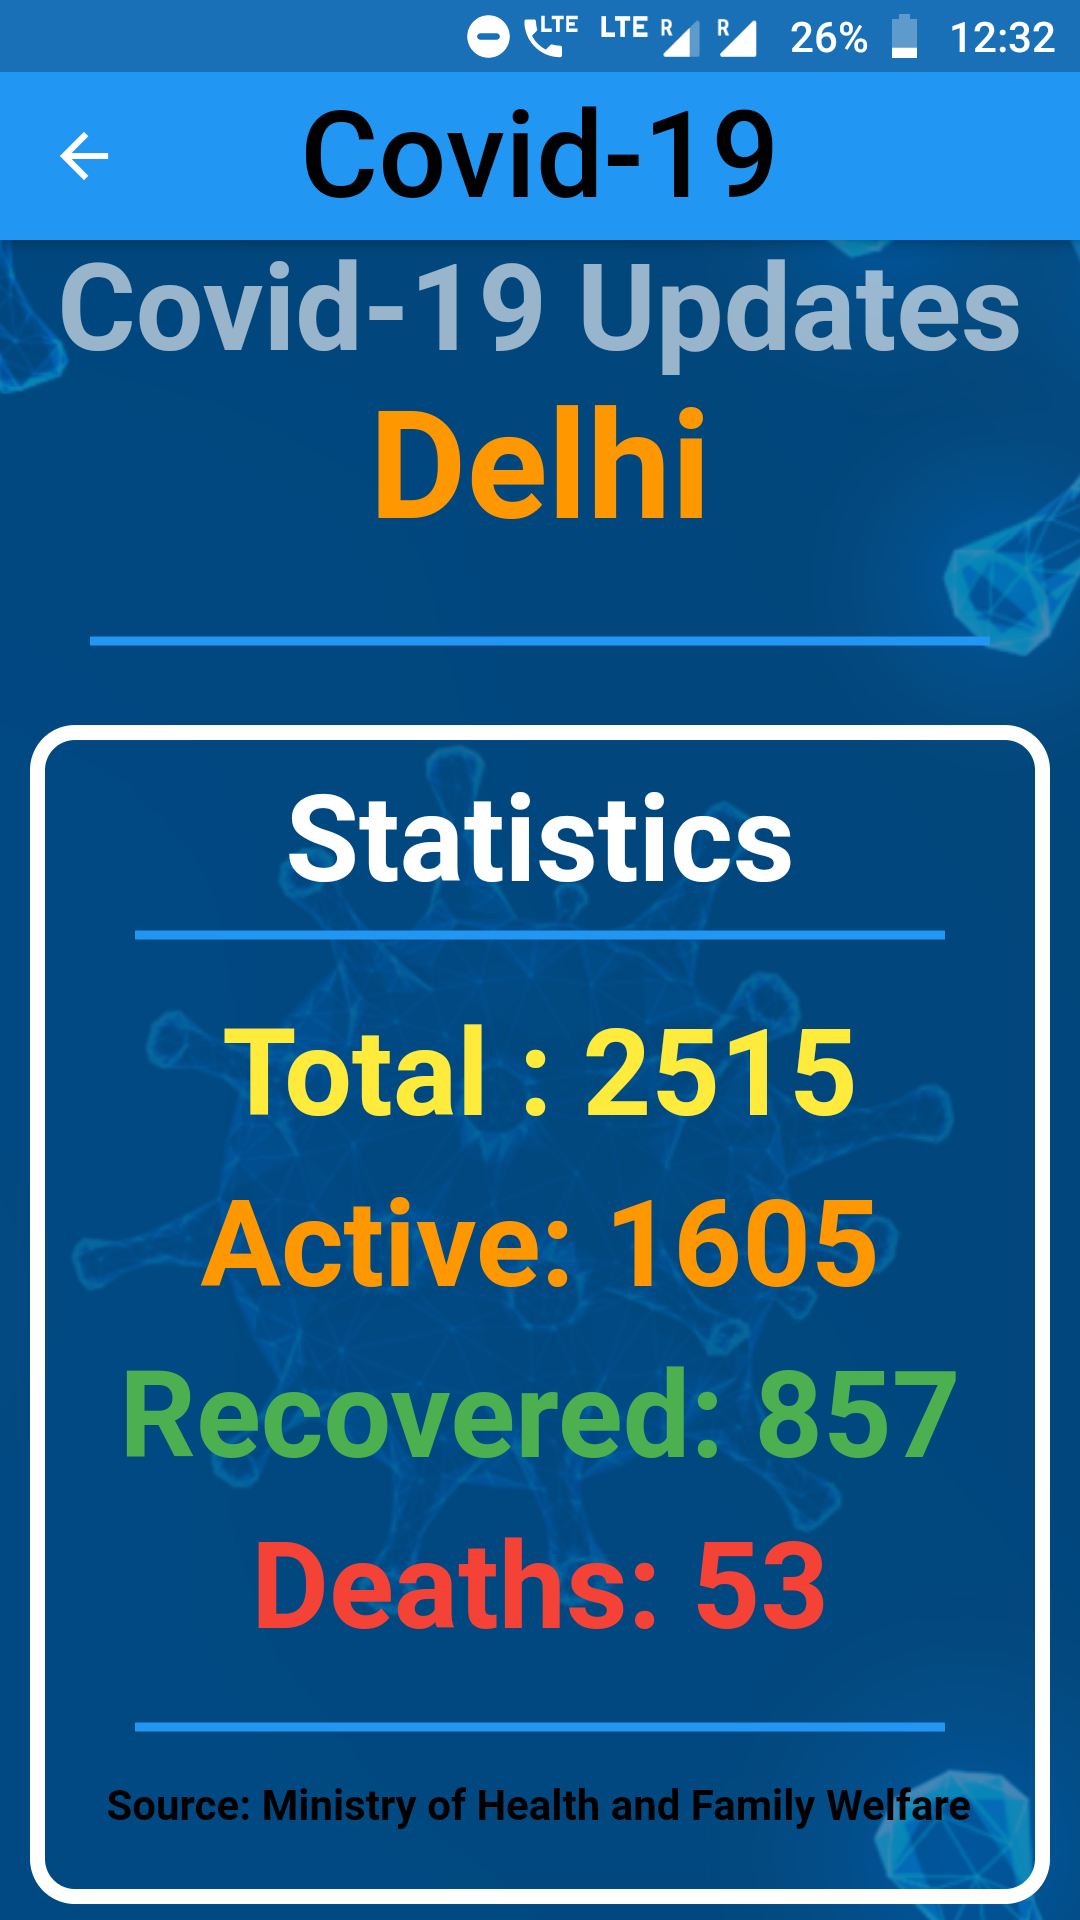 LTE LTE R R 26% 12:32
Covid-19
Covid-19 Updates
Delhi
Statistics
Total : 2515
Active: 1605
Recovered: 857
Deaths: 53
Source: Ministry of Health and Family Welfare